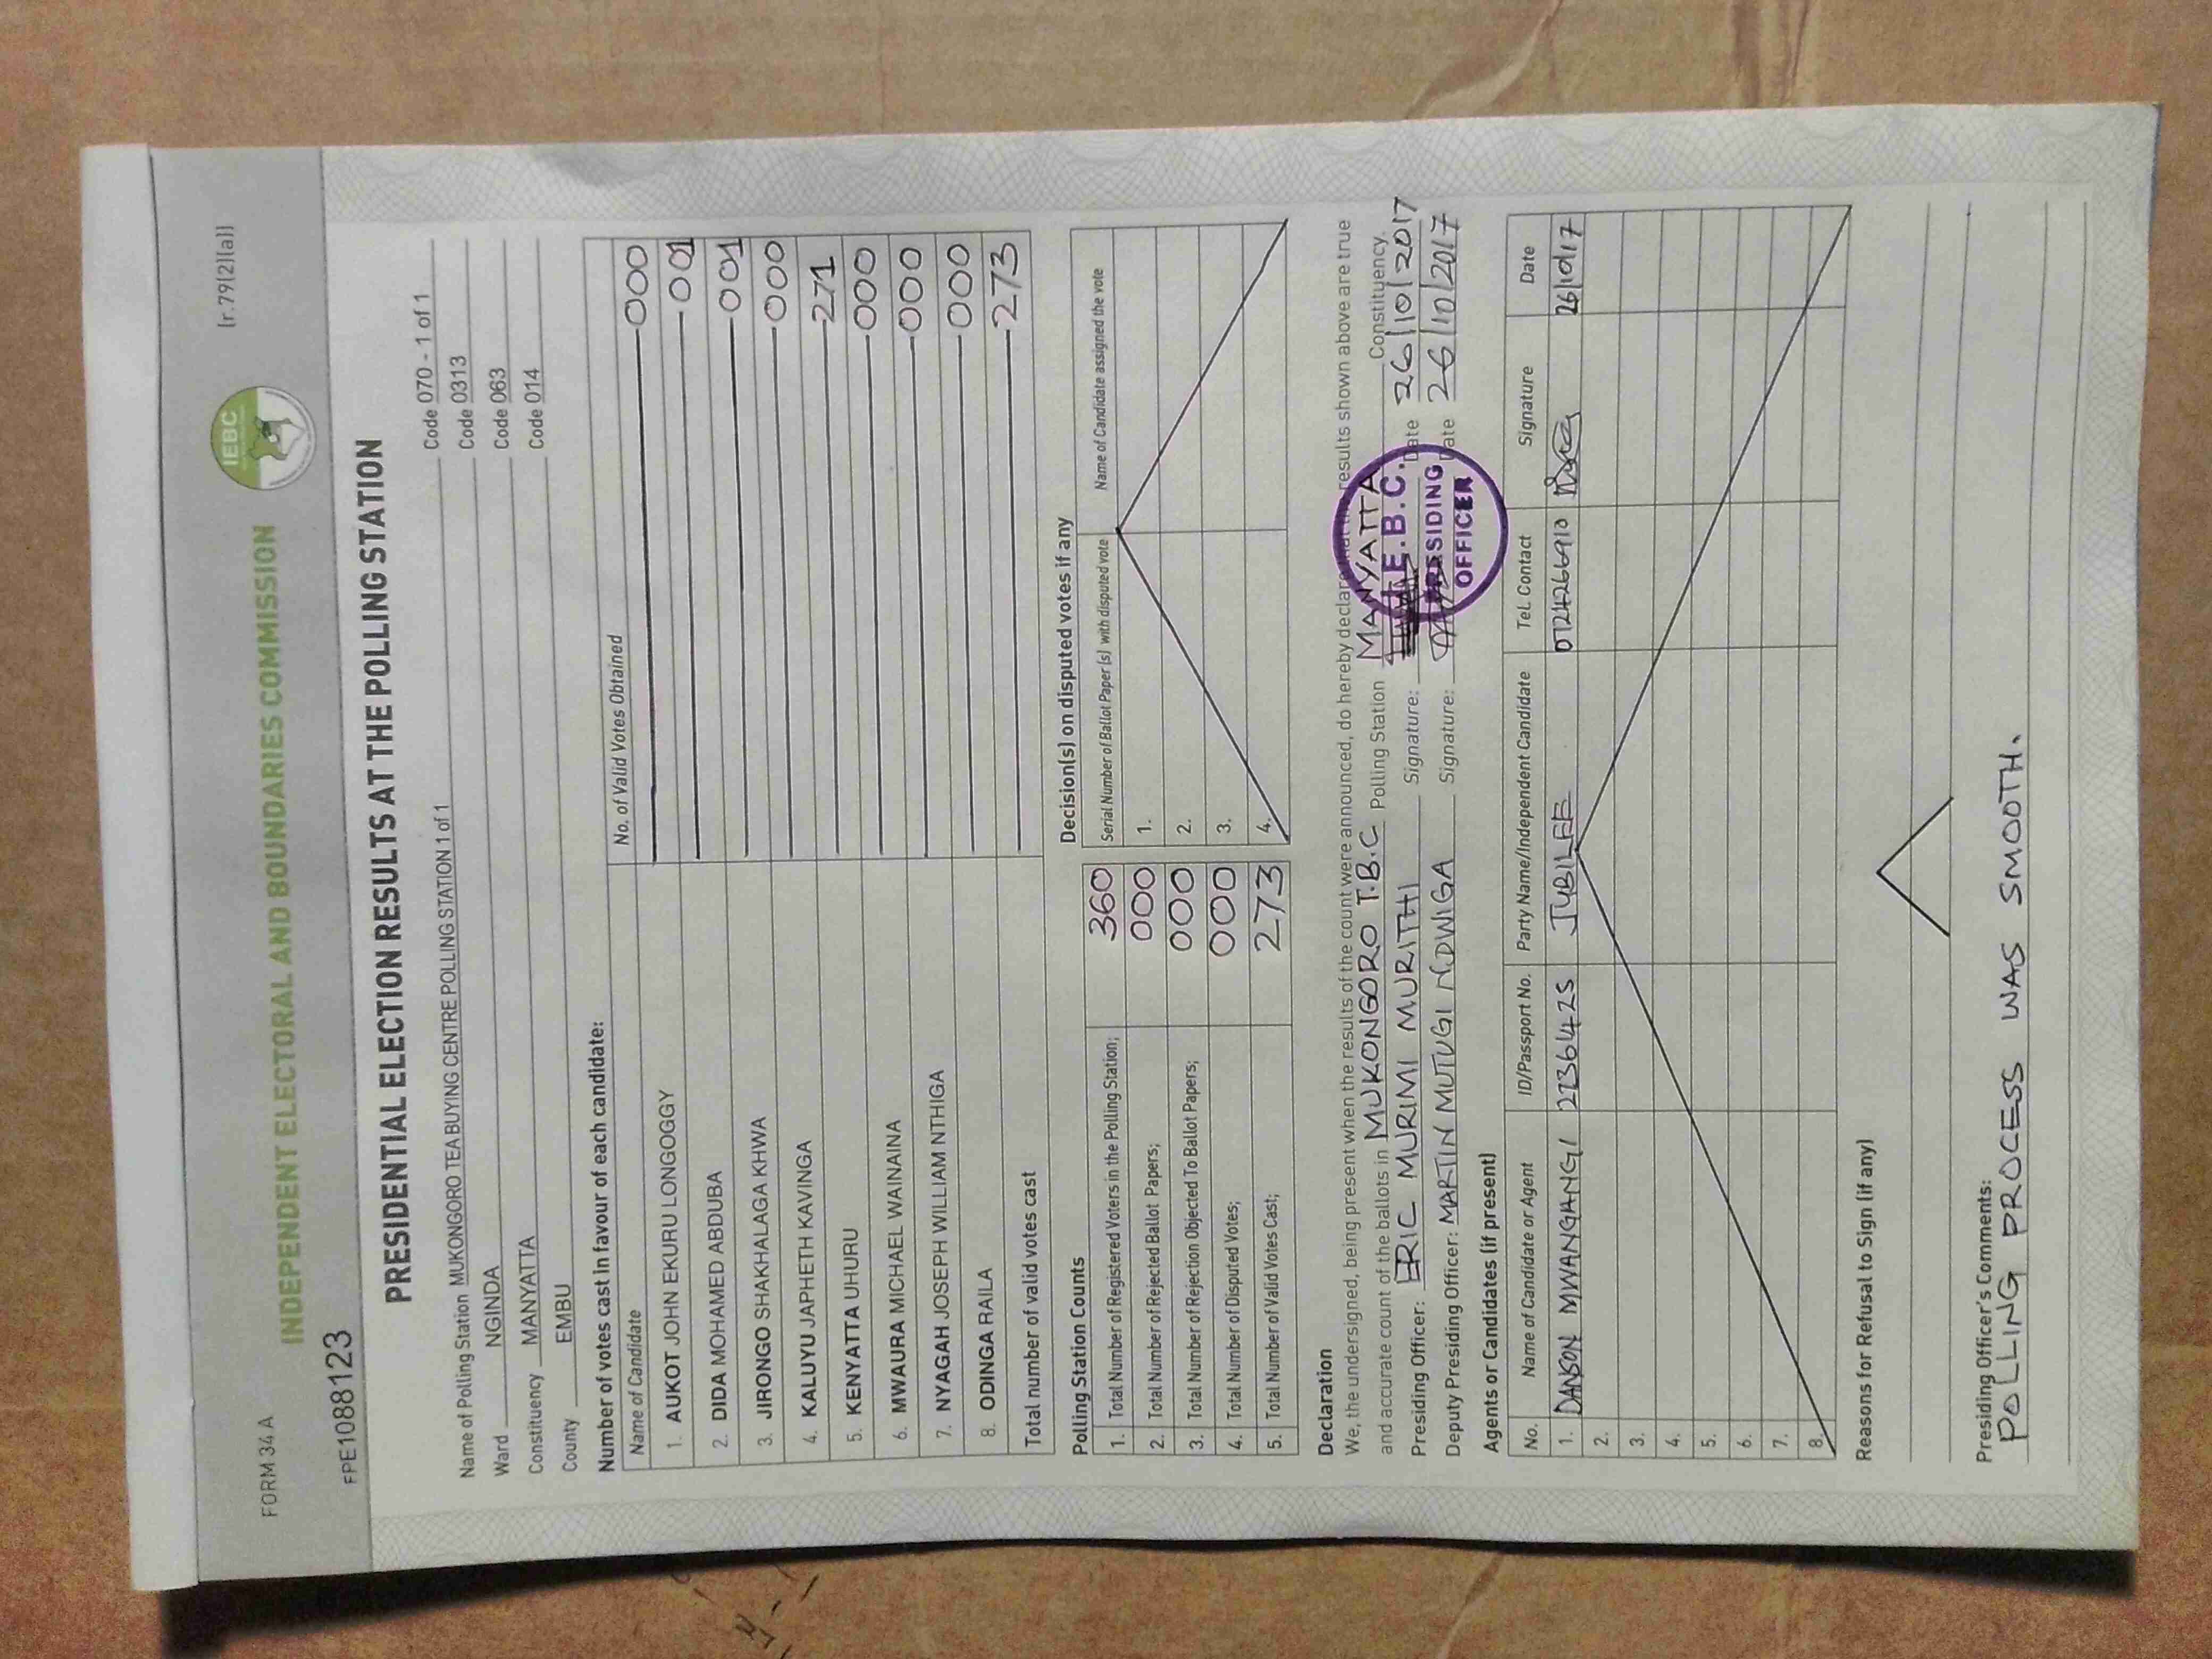 FORM 34 A
[r.79(2)(a)]
INDEPENDENT ELECTORAL AND BOUNDARIES COMMISSION
IEBC
FPE1088123
PRESIDENTIAL ELECTION RESULTS AT THE POLLING STATION
Name of Polling Station MUKONGORO TEA BUYING CENTRE POLLING STATION 1 of 1 Code 070 - 1 of 1
Ward NGINDA Code 0313
Constituency MANYATTA Code 063
County EMBU Code 014
Number of votes cast in favour of each candidate:
Name of Candidate No. of Valid Votes Obtained
1. AUKOT JOHN EKURU LONGOGGY 000
2. DIDA MOHAMED ABDUBA 001
3. JIRONGO SHAKHALAGA KHWA 001
4. KALUYU JAPHETH KAVINGA 000
5. KENYATTA UHURU 271
6. MWAURA MICHAEL WAINAINA 000
7. NYAGAH JOSEPH WILLIAM NTHIGA 000
8. ODINGA RAILA 000
Total number of valid votes cast 273
Polling Station Counts
1. Total Number of Registered Voters in the Polling Station; 360
2. Total Number of Rejected Ballot Papers; 000
3. Total Number of Rejection Objected To Ballot Papers; 000
4. Total Number of Disputed Votes; 000
5. Total Number of Valid Votes Cast; 273
Decision(s) on disputed votes if any
Serial Number of Ballot Paper (s) with disputed vote Name of Candidate assigned the vote
1.
2.
3.
4.
Declaration
We, the undersigned, being present when the results of the count were announced, do hereby declare that the results shown above are true
and accurate count of the ballots in MUKONGORO T.B.C Polling Station MANYATTA Constituency.
Presiding Officer: ERIC MURIMI MURITHI Signature: Date 26/10/2017
Deputy Presiding Officer: MARTIN MUTUGI NDWIGA Signature: Date 26/10/2017
I.E.B.C.
PRESIDING
OFFICER
Agents or Candidates (if present)
No. Name of Candidate or Agent ID/Passport No. Party Name/Independent Candidate Tel. Contact Signature Date
1. DANSON MWANGANGI 22364425 JUBILEE 0724266910 26/10/17
2.
3.
4.
5.
6.
7.
8.
Reasons for Refusal to Sign (if any)
Presiding Officer's Comments:
POLLING PROCESS WAS SMOOTH.